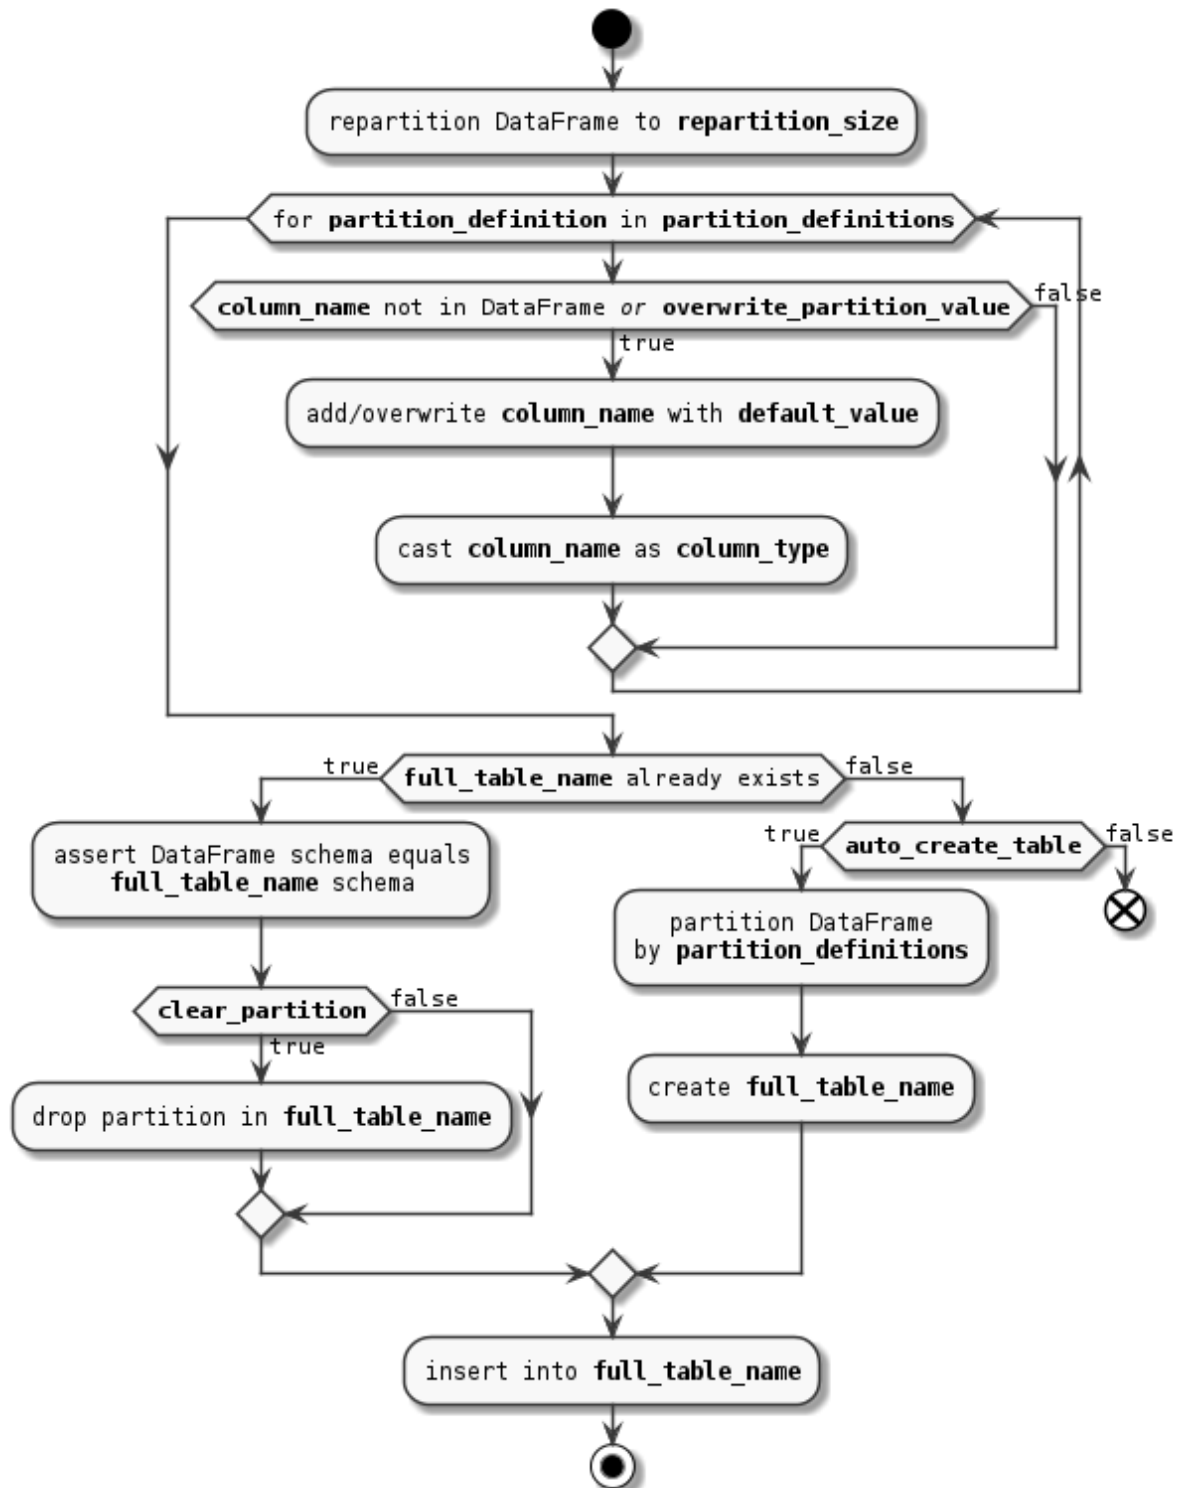 repartition DataFrame to repartition_size
for partition_definition in partition_definitions
column_name not in DataFrame or overwrite_partition_value
false
true
add/overwrite column_name with default_value
cast column_name as column_type
true
full_table_name already exists
false
assert DataFrame schema equals
full_table_name schema
true
auto_create_table
false
partition DataFrame
by partition_definitions
clear_partition
false
true
create full_table_name
drop partition in full_table_name
insert into full_table_name